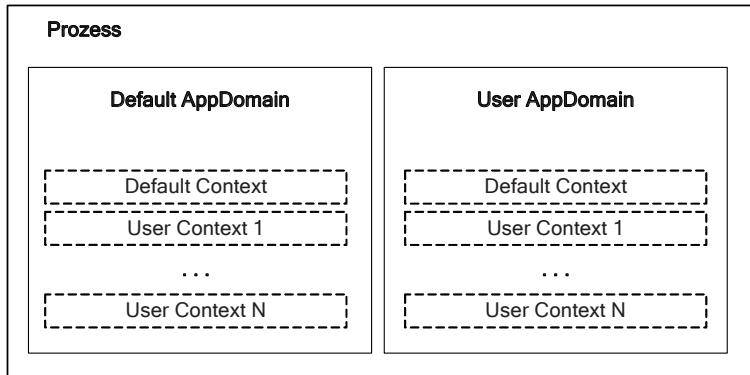 Prozess
Default AppDomain
Default Context
User Context 1
...
User Context N
User AppDomain
Default Context
User Context 1
...
User Context N